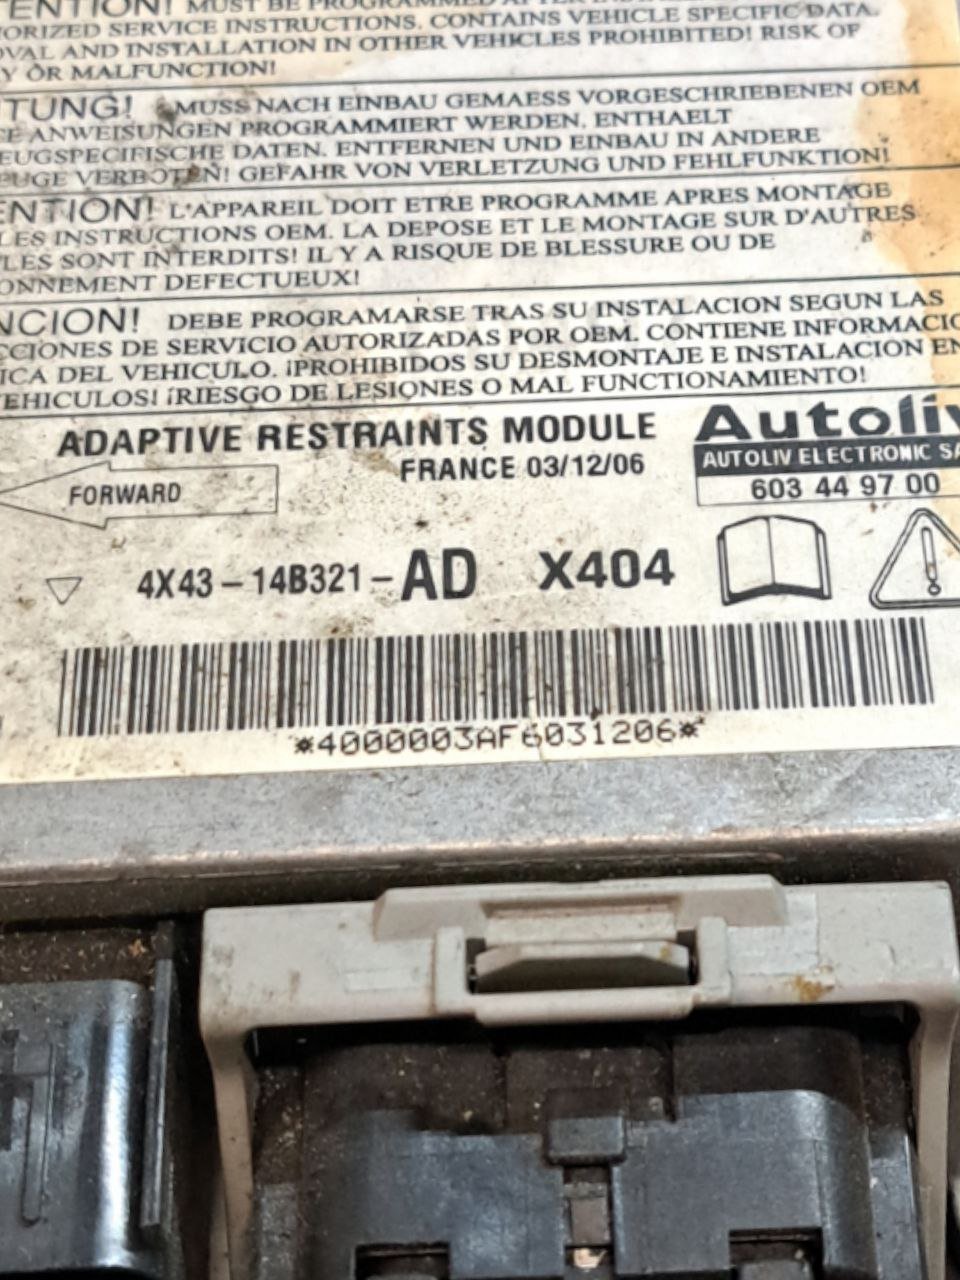 TENTION! MUST BE PROGRAMMED AFTER
ORIZED SERVICE INSTRUCTIONS. CONTAINS VEHICLE SPECIFIC DATA.
OVAL AND INSTALLATION IN OTHER VEHICLES PROHIBITED! RISK OF
Y OR MALFUNCTION!
TUNG! MUSS NACH EINBAU GEMAESS VORGESCHRIEBENEN OEM
CE ANWEISUNGEN PROGRAMMIERT WERDEN. ENTHAELT
EUGSPECIFISCHE DATEN. ENTFERNEN UND EINBAU IN ANDERE
EUGE VERBOTEN! GEFAHR VON VERLETZUNG UND FEHLFUNKTION!
ENTION! L'APPAREIL DOIT ETRE PROGRAMME APRES MONTAGE
LES INSTRUCTIONS OEM. LA DEPOSE ET LE MONTAGE SUR D'AUTRES
LES SONT INTERDITS! IL Y A RISQUE DE BLESSURE OU DE
ONNEMENT DEFECTUEUX!
NCION! DEBE PROGRAMARSE TRAS SU INSTALACION SEGUN LAS
CCIONES DE SERVICIO AUTORIZADAS POR OEM. CONTIENE INFORMACIO
ICA DEL VEHICULO. ¡PROHIBIDOS SU DESMONTAJE E INSTALACION EN
VEHICULOS! ¡RIESGO DE LESIONES O MAL FUNCTIONAMIENTO!
ADAPTIVE RESTRAINTS MODULE
Autoliv
FRANCE 03/12/06
AUTOLIV ELECTRONIC SA
FORWARD
603 44 97 00
4X43-14B321-AD X404
*4000003AF6031206*